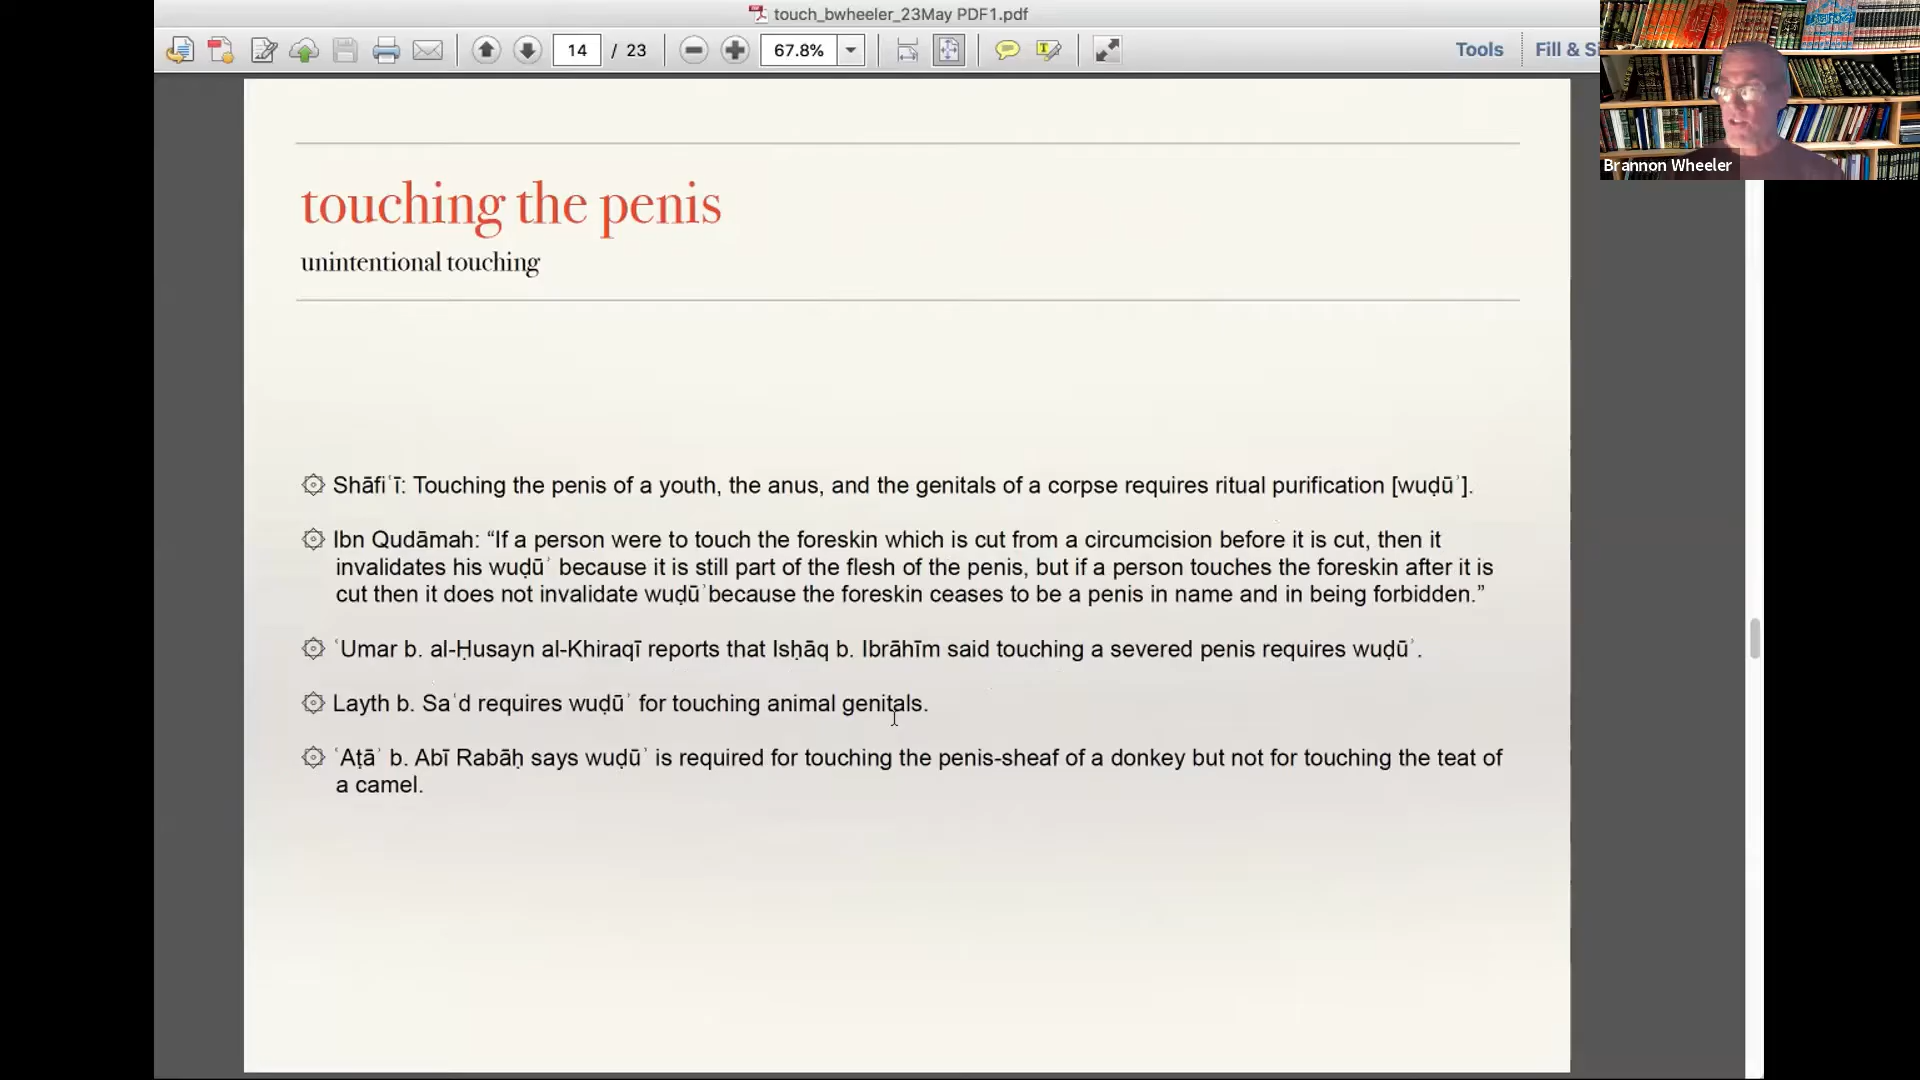 touch_bwheeler_23May PDF1.pdf
14 / 23
67.8%
Tools
Fill & Si
Brannon Wheeler
touching the penis
unintentional touching
Shāfiʿī: Touching the penis of a youth, the anus, and the genitals of a corpse requires ritual purification [wuḍūʾ].
Ibn Qudāmah: “If a person were to touch the foreskin which is cut from a circumcision before it is cut, then it
invalidates his wuḍūʾ because it is still part of the flesh of the penis, but if a person touches the foreskin after it is
cut then it does not invalidate wuḍūʾ because the foreskin ceases to be a penis in name and in being forbidden.”
ʿUmar b. al-Ḥusayn al-Khiraqī reports that Isḥāq b. Ibrāhīm said touching a severed penis requires wuḍūʾ.
Layth b. Saʿd requires wuḍūʾ for touching animal genitals.
ʿAṭāʾ b. Abī Rabāḥ says wuḍūʾ is required for touching the penis-sheaf of a donkey but not for touching the teat of
a camel.